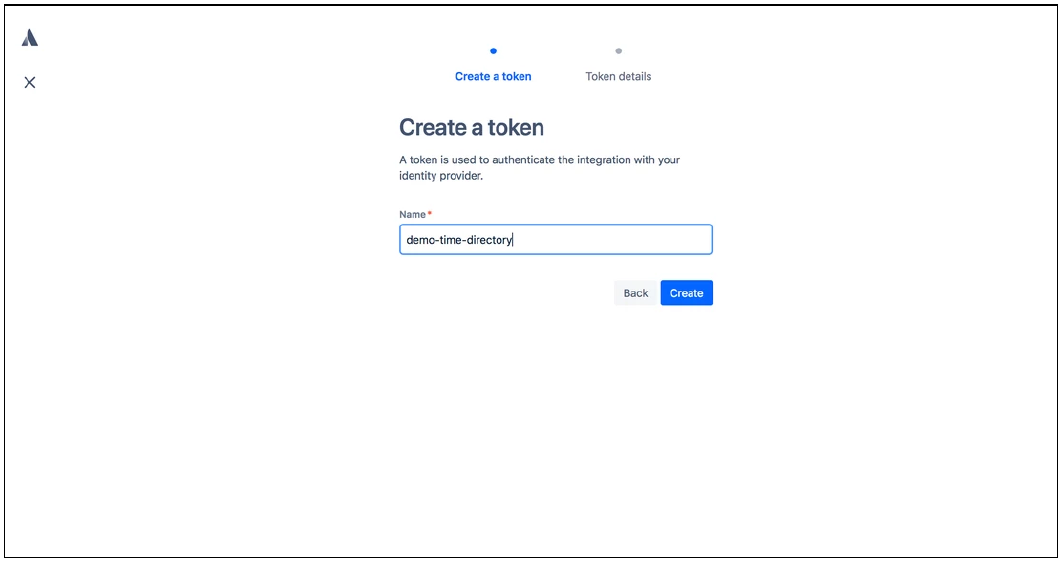 Create a token
Token details
Create a token
A token is used to authenticate the integration with your
identity provider.
Name *
demo-time-directory
Back
Create